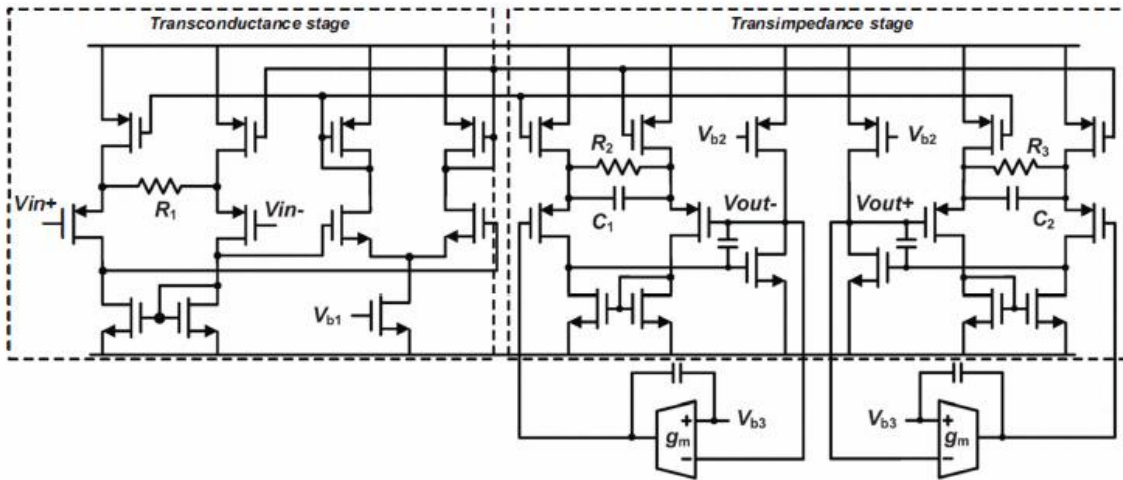 Transconductance stage
Transimpedance stage
R2
Vb2
Vb2
R3
Vin+
R1
Vin-
C1
Vout-
Vout+
C2
Vb1
+
gm
−
Vb3
Vb3
+
gm
−